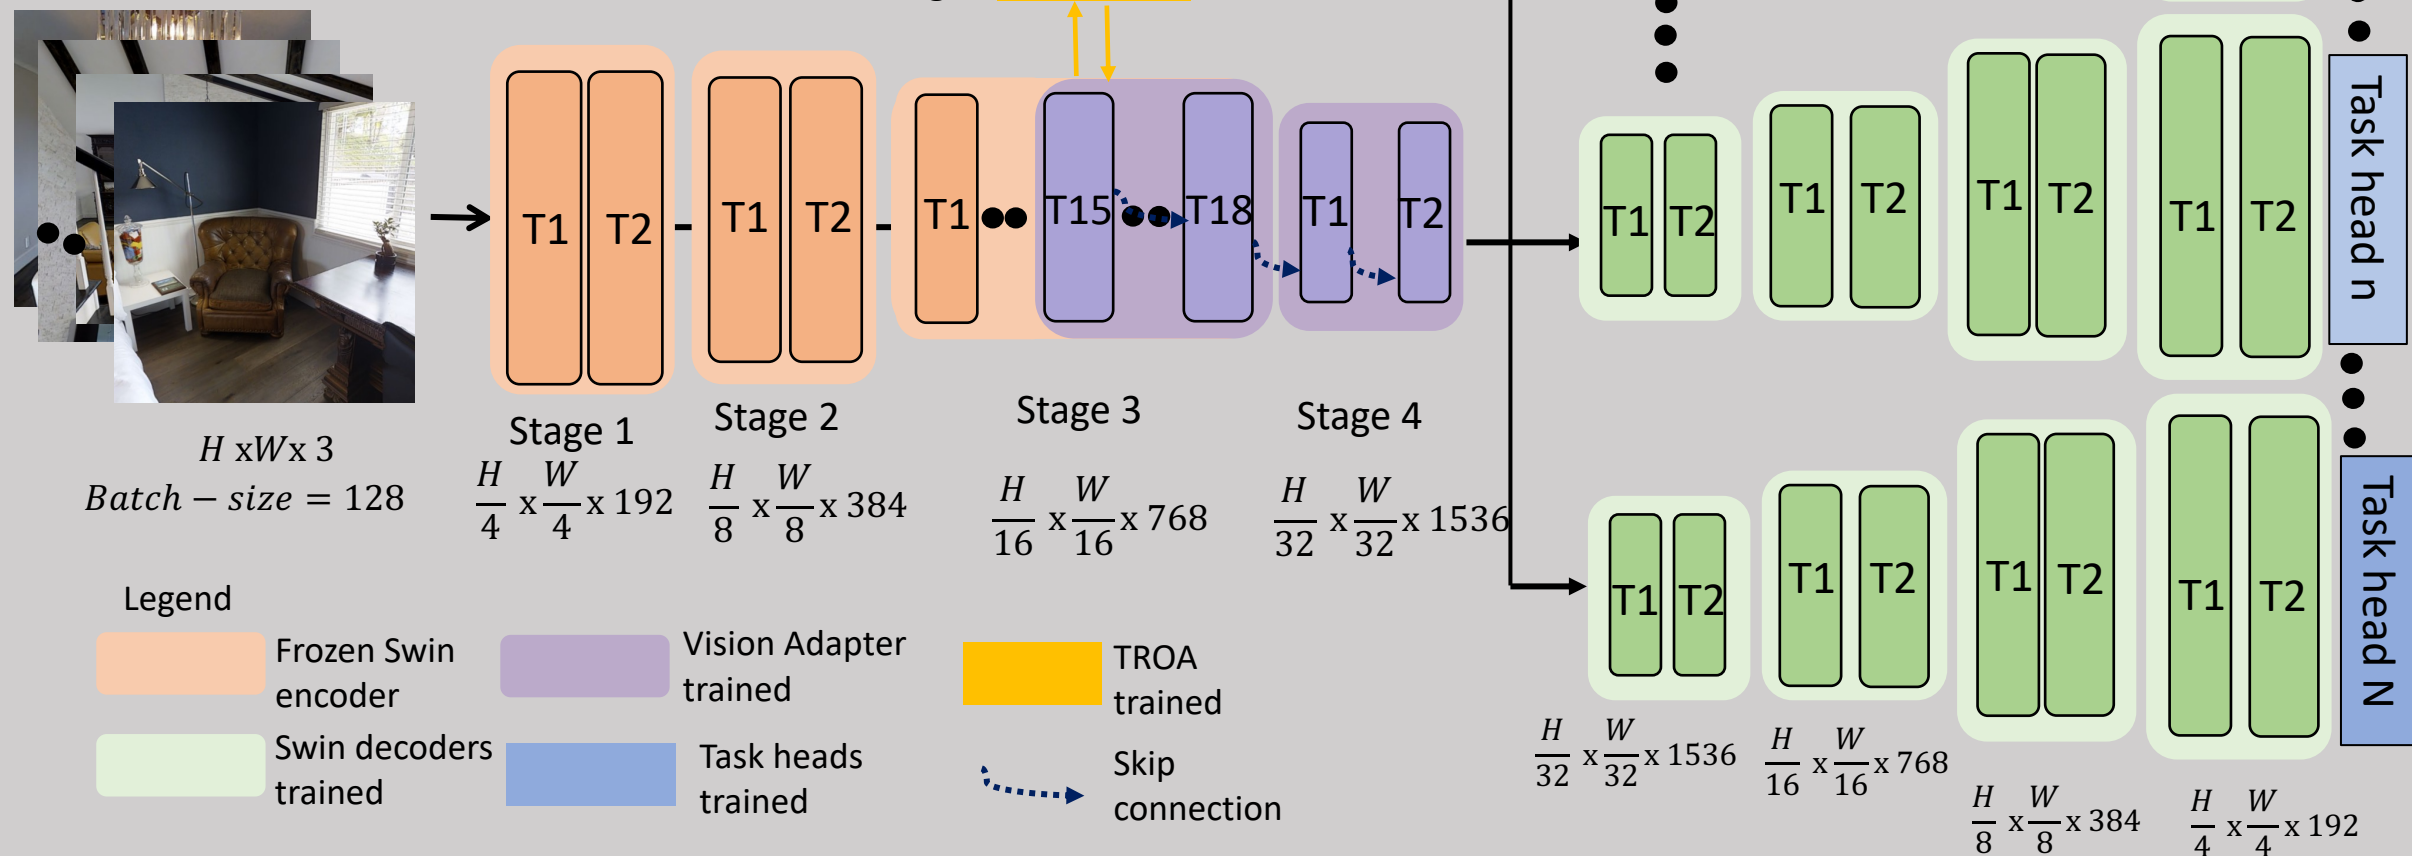 T1 T2
T1 T2
T1 T15 T18
T1 T2
T1 T2
T1 T2
T1 T2
T1 T2
Task head n
Stage 1
Stage 2
Stage 3
Stage 4
H xWx 3
Batch − size = 128
H/4 x W/4 x 192
H/8 x W/8 x 384
H/16 x W/16 x 768
H/32 x W/32 x 1536
T1 T2
T1 T2
T1 T2
T1 T2
Task head N
H/32 x W/32 x 1536
H/16 x W/16 x 768
H/8 x W/8 x 384
H/4 x W/4 x 192
Legend
Frozen Swin
encoder
Vision Adapter
trained
TROA
trained
Swin decoders
trained
Task heads
trained
Skip
connection